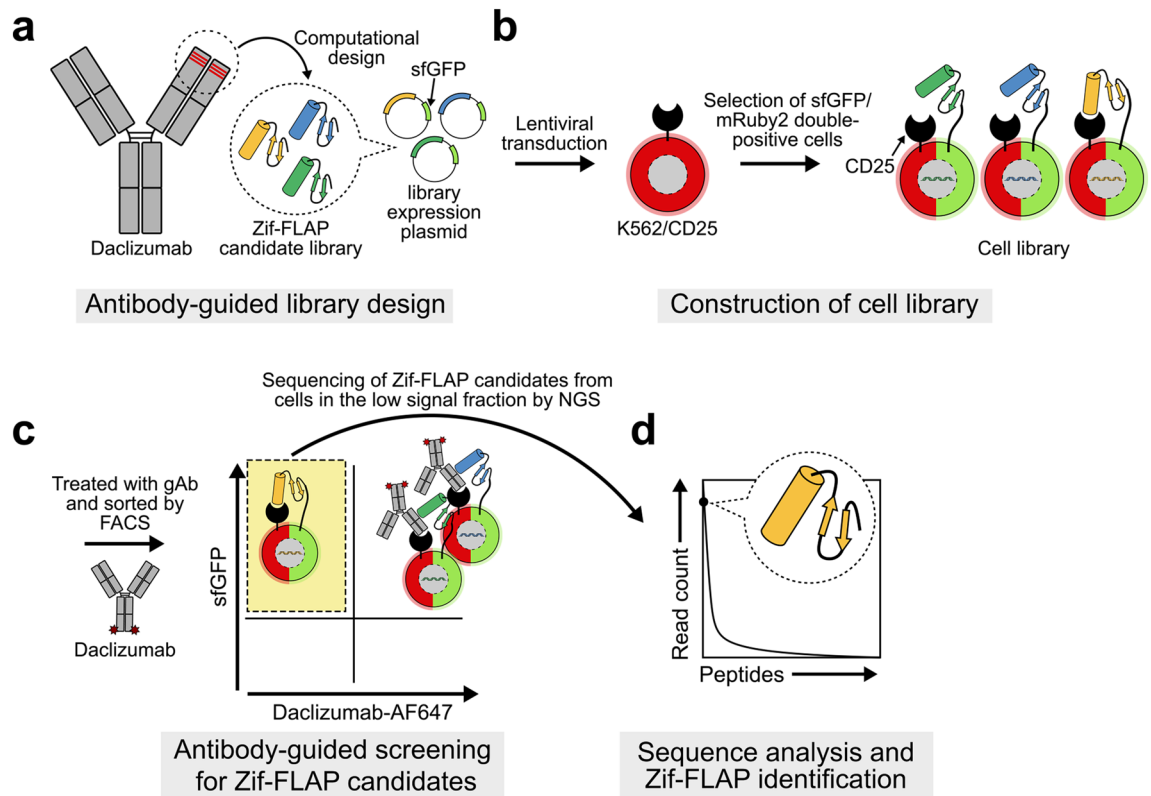 a
Computational
design
sfGFP
Daclizumab
Zif-FLAP
candidate library
library
expression
plasmid
Antibody-guided library design
b
Lentiviral
transduction
K562/CD25
Selection of sfGFP/
mRuby2 double-
positive cells
CD25
Cell library
Construction of cell library
c
Sequencing of Zif-FLAP candidates from
cells in the low signal fraction by NGS
Treated with gAb
and sorted by
FACS
Daclizumab
sfGFP
Daclizumab-AF647
Antibody-guided screening
for Zif-FLAP candidates
d
Read count
Peptides
Sequence analysis and
Zif-FLAP identification